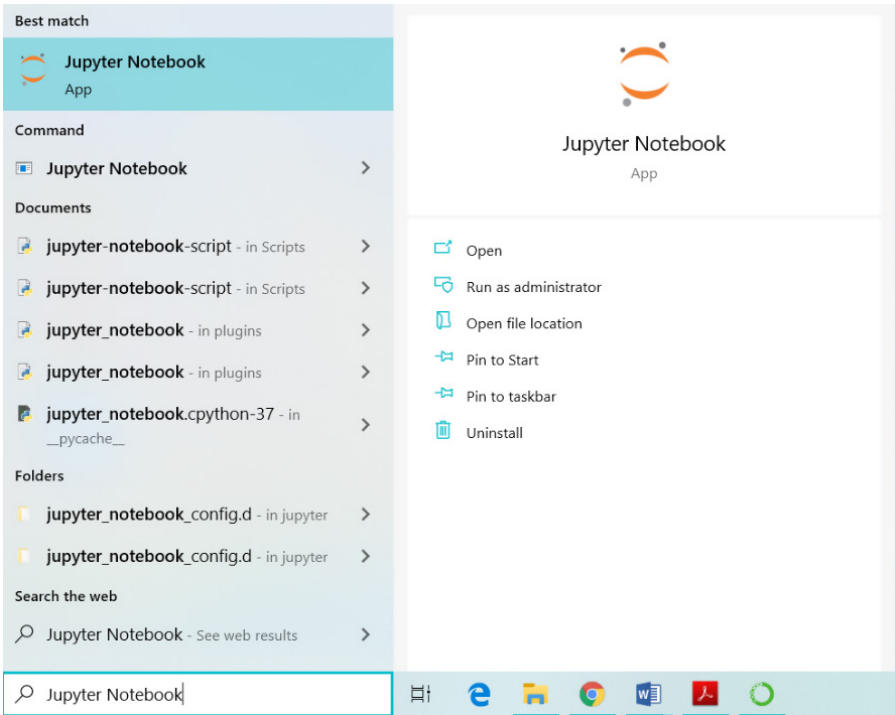 Best match
Jupyter Notebook
App
Command
Jupyter Notebook
Documents
jupyter-notebook-script - in Scripts
jupyter-notebook-script - in Scripts
jupyter_notebook - in plugins
jupyter_notebook - in plugins
jupyter_notebook.cpython-37 - in
__pycache__
Folders
jupyter_notebook_config.d - in jupyter
jupyter_notebook_config.d - in jupyter
Search the web
Jupyter Notebook - See web results
Jupyter Notebook
Jupyter Notebook
App
Open
Run as administrator
Open file location
Pin to Start
Pin to taskbar
Uninstall